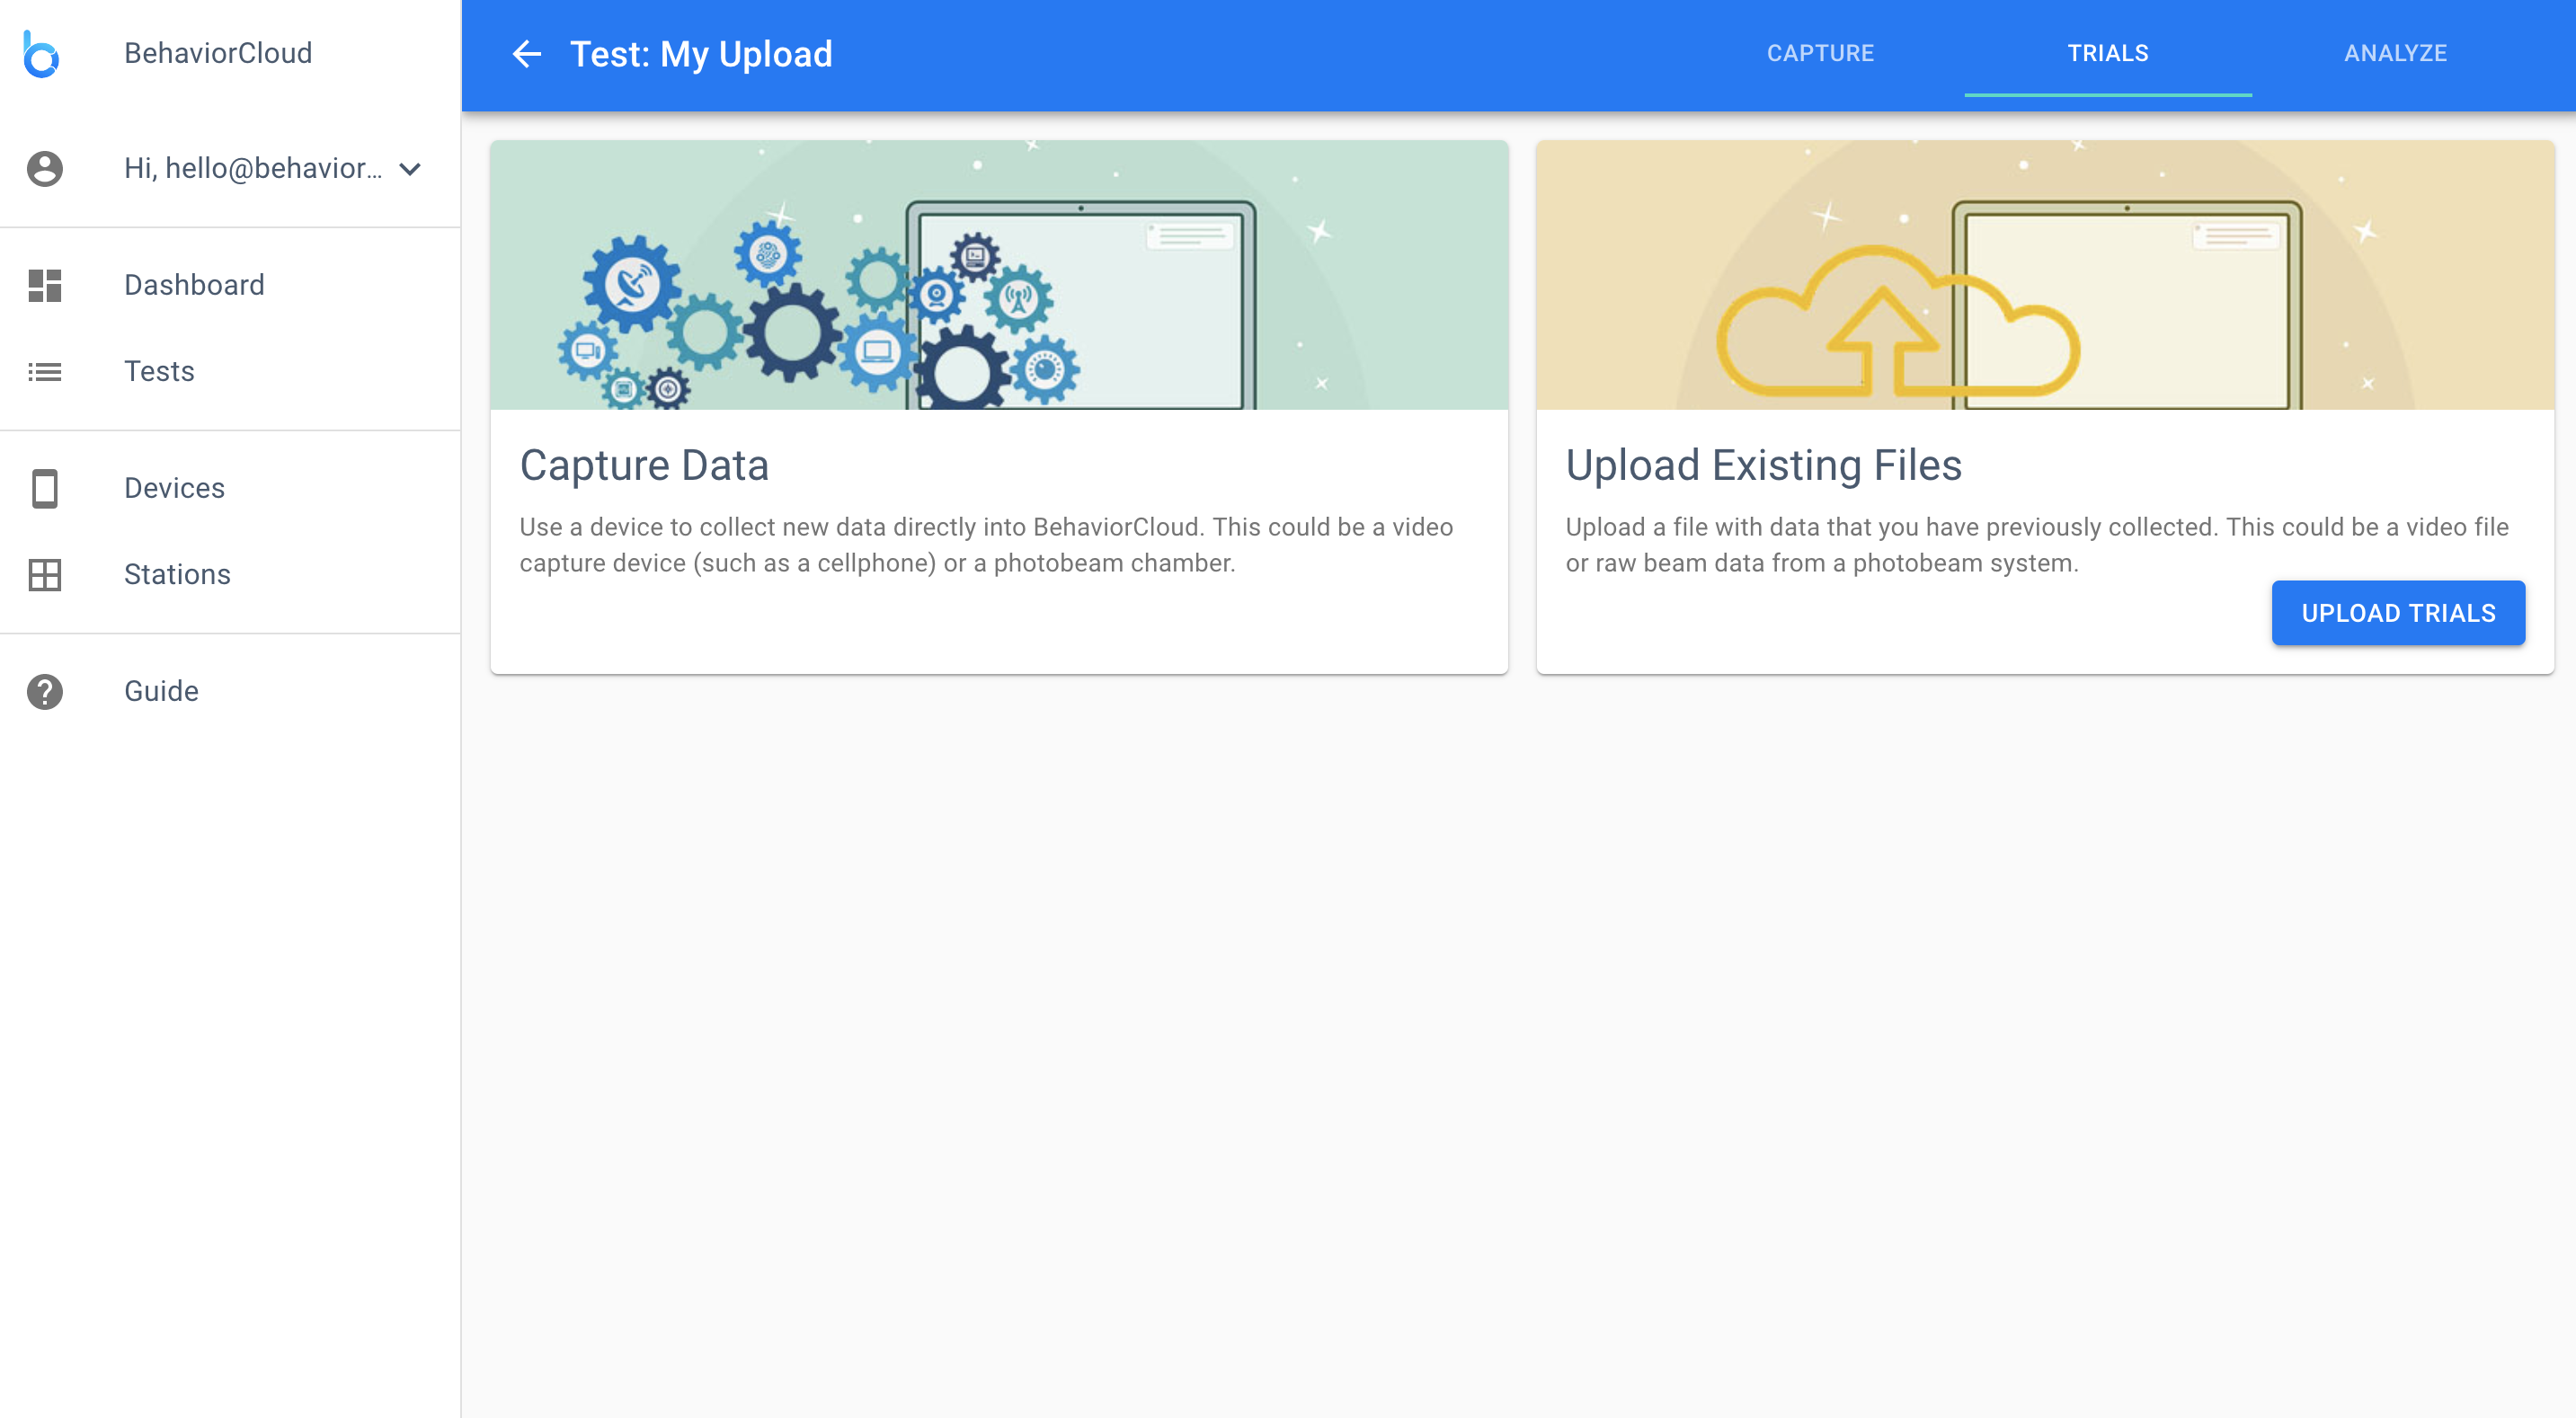 BehaviorCloud
Hi, hello@behavior...
Dashboard
Tests
Devices
Stations
Guide
Test: My Upload
CAPTURE
TRIALS
ANALYZE
Capture Data
Use a device to collect new data directly into BehaviorCloud. This could be a video
capture device (such as a cellphone) or a photobeam chamber.
Upload Existing Files
Upload a file with data that you have previously collected. This could be a video file
or raw beam data from a photobeam system.
UPLOAD TRIALS